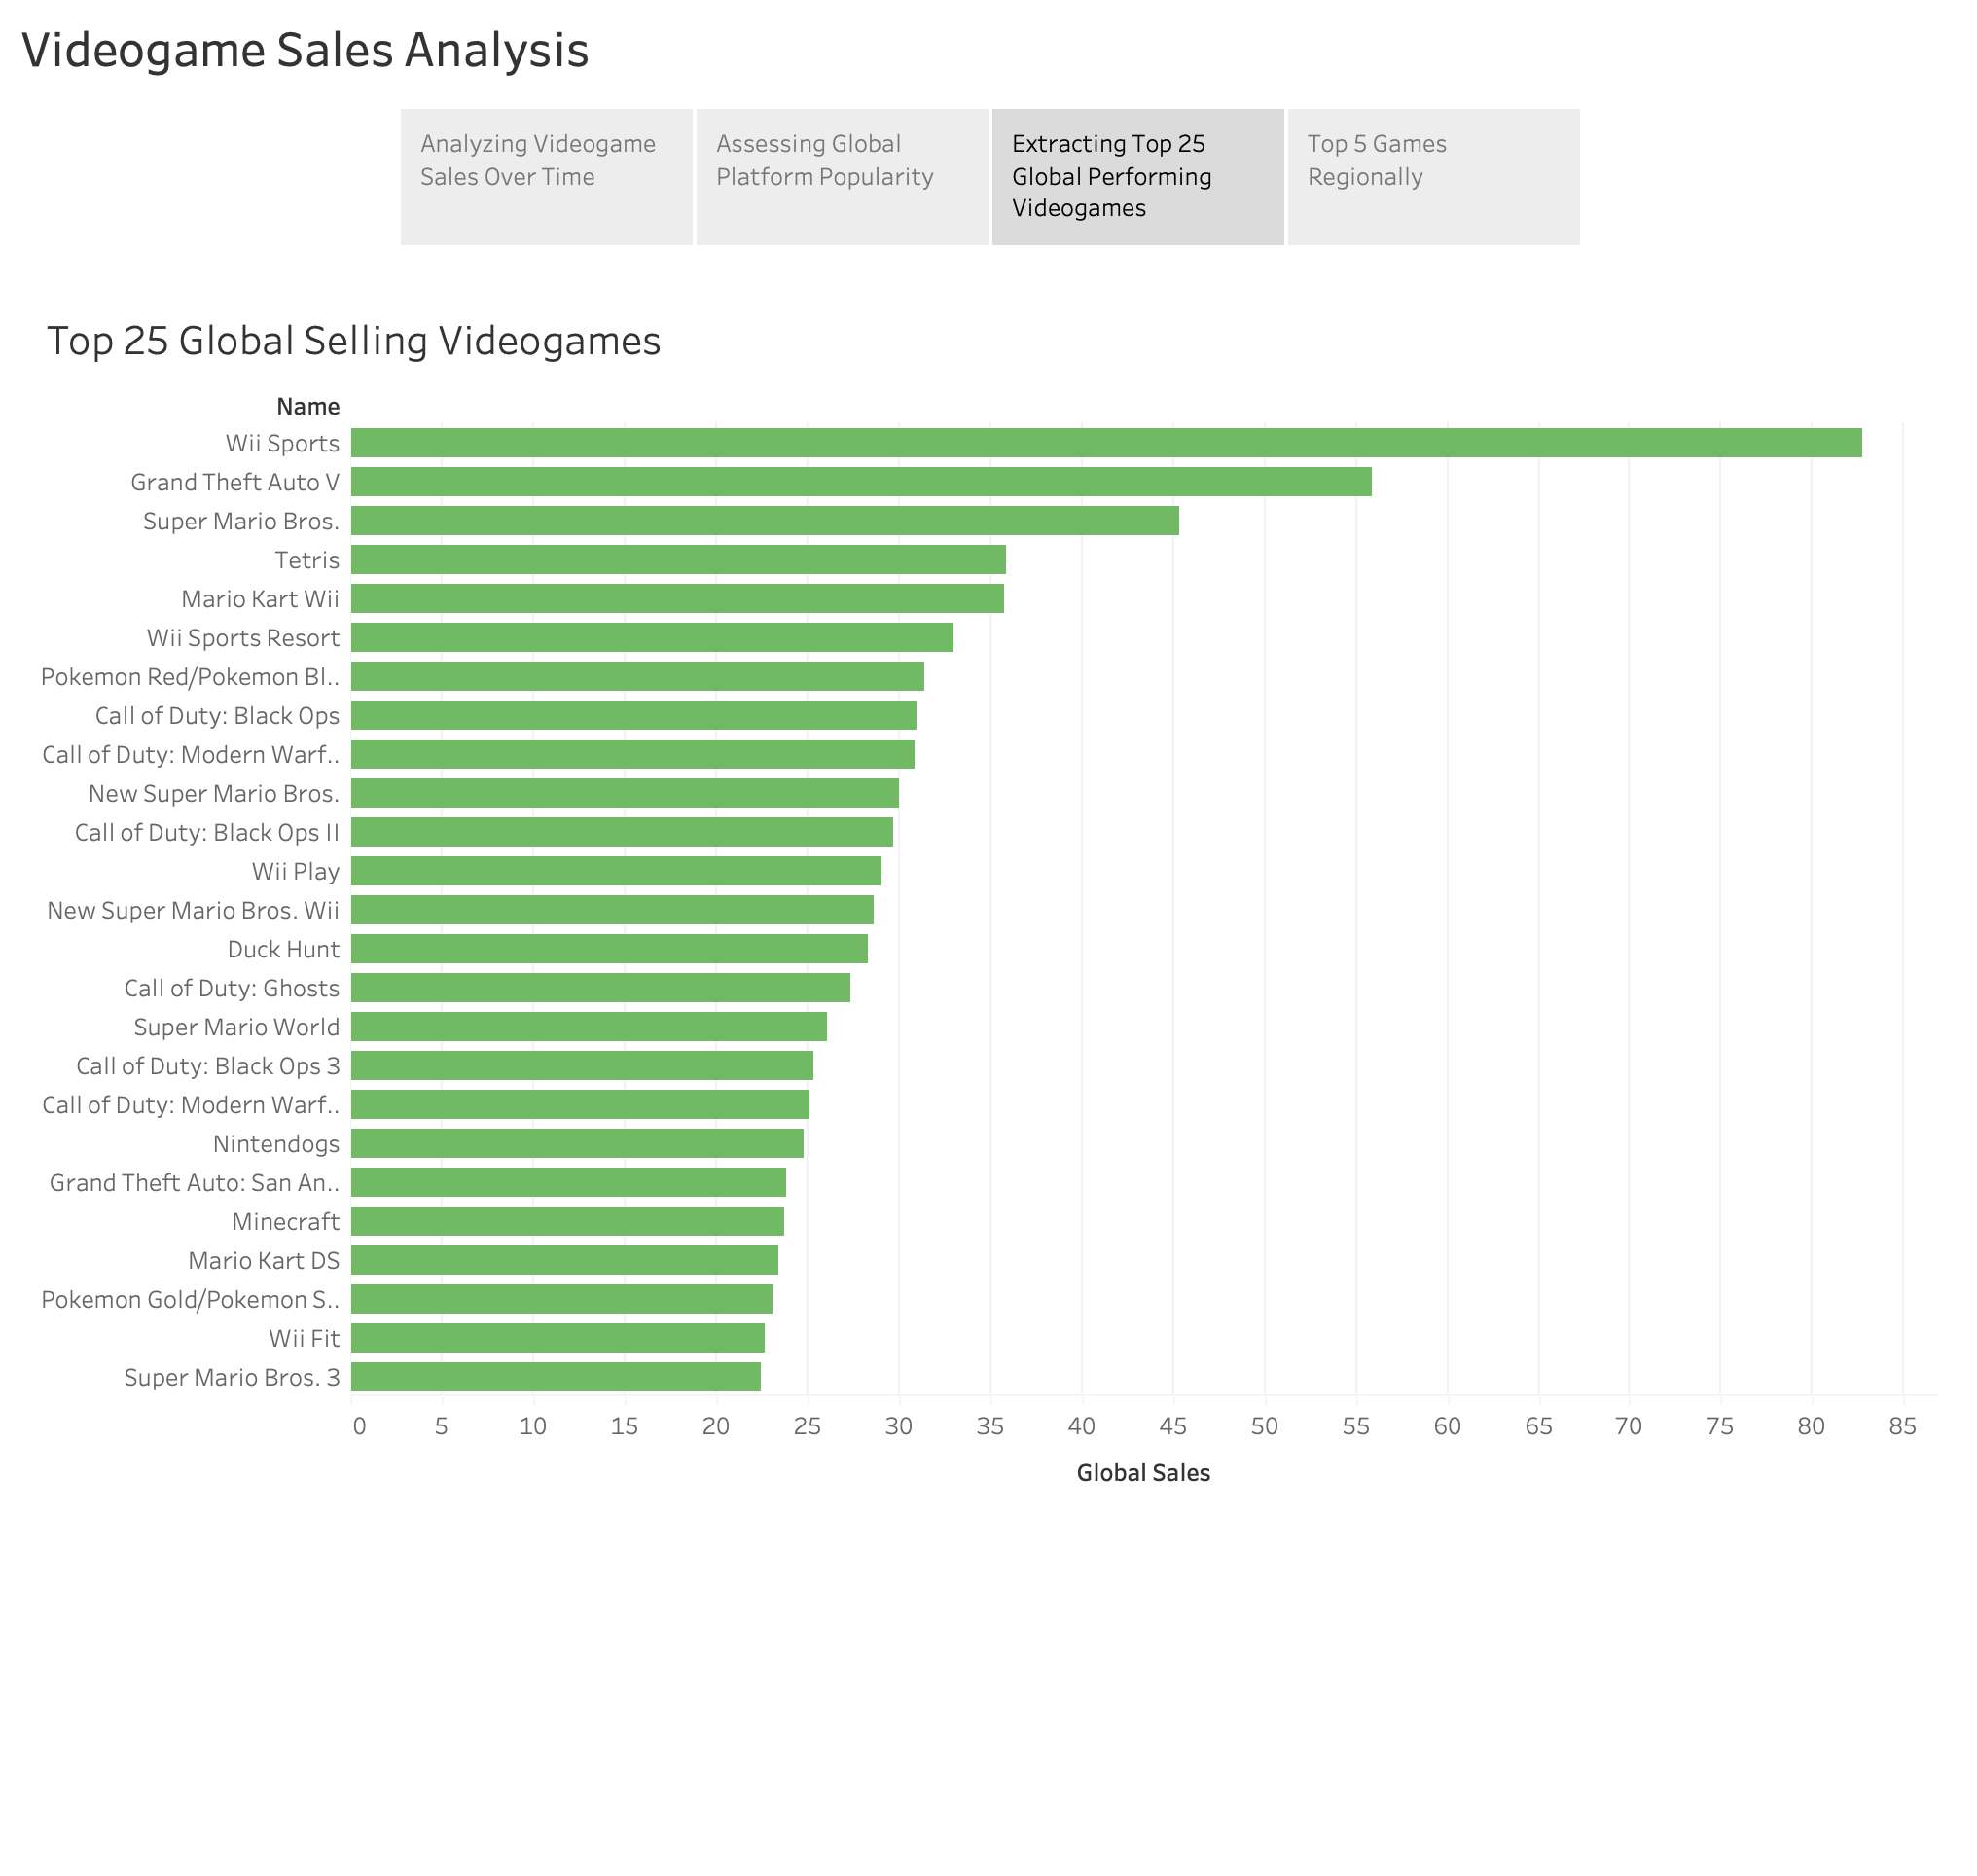 Videogame Sales Analysis
Analyzing Videogame
Sales Over Time
Assessing Global
Platform Popularity
Extracting Top 25
Global Performing
Videogames
Top 5 Games
Regionally
Top 25 Global Selling Videogames
Name
Wii Sports
Grand Theft Auto V
Super Mario Bros.
Tetris
Mario Kart Wii
Wii Sports Resort
Pokemon Red/Pokemon Bl..
Call of Duty: Black Ops
Call of Duty: Modern Warf..
New Super Mario Bros.
Call of Duty: Black Ops II
Wii Play
New Super Mario Bros. Wii
Duck Hunt
Call of Duty: Ghosts
Super Mario World
Call of Duty: Black Ops 3
Call of Duty: Modern Warf..
Nintendogs
Grand Theft Auto: San An..
Minecraft
Mario Kart DS
Pokemon Gold/Pokemon S..
Wii Fit
Super Mario Bros. 3
0 5 10 15 20 25 30 35 40 45 50 55 60 65 70 75 80 85
Global Sales